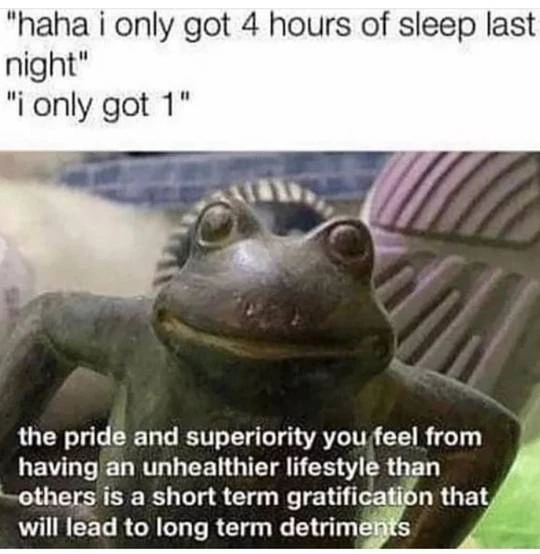 "haha i only got 4 hours of sleep last
night"
"i only got 1"
the pride and superiority you feel from
having an unhealthier lifestyle than
others is a short term gratification that
will lead to long term detriments